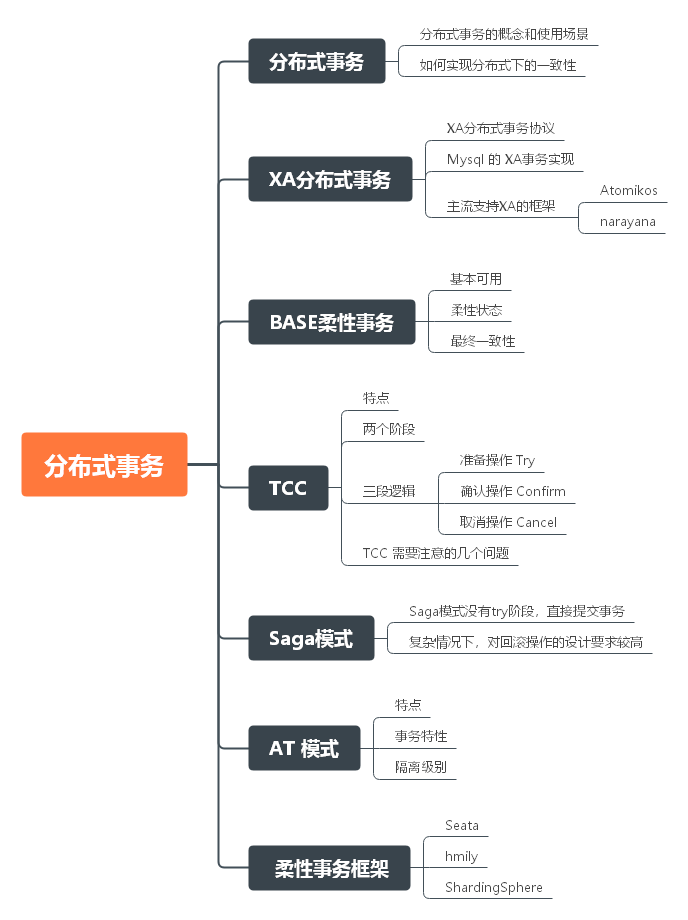 分布式事务
分布式事务
分布式事务的概念和使用场景
如何实现分布式下的一致性
XA分布式事务
XA分布式事务协议
Mysql 的 XA事务实现
主流支持XA的框架
Atomikos
narayana
BASE柔性事务
基本可用
柔性状态
最终一致性
TCC
特点
两个阶段
三段逻辑
准备操作 Try
确认操作 Confirm
取消操作 Cancel
TCC 需要注意的几个问题
Saga模式
Saga模式没有try阶段，直接提交事务
复杂情况下，对回滚操作的设计要求较高
AT 模式
特点
事务特性
隔离级别
柔性事务框架
Seata
hmily
ShardingSphere